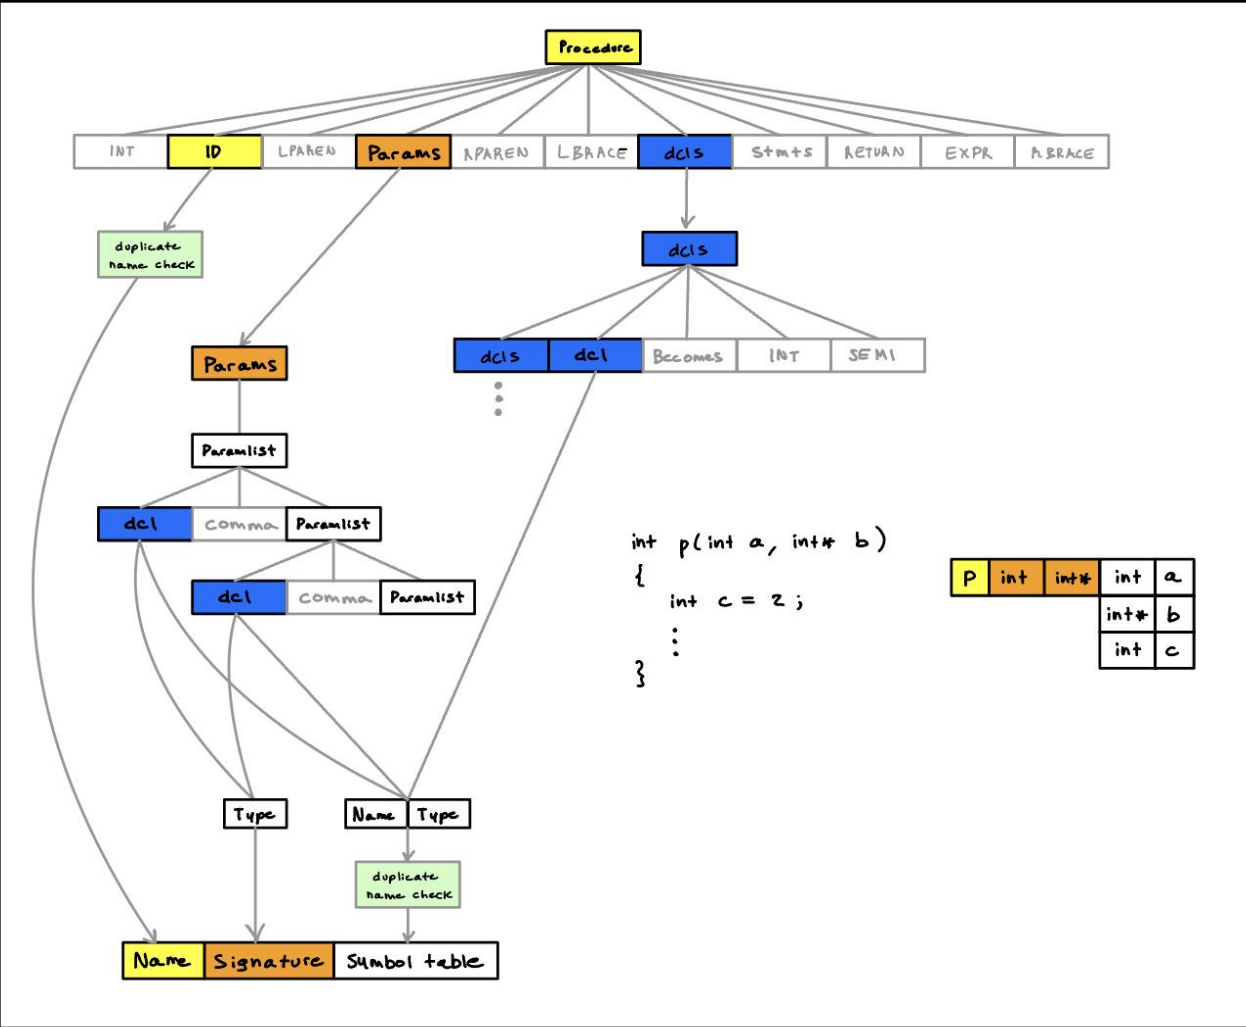 Procedure
INT ID LPAREN Params RPAREN LBRACE dcls Stmts RETURN EXPR RBRACE
duplicate
name check
dcls
Params
dcls dcl Becomes INT SEMI
Paramlist
dcl comma Paramlist
dcl comma Paramlist
int p(int a, int* b)
{
int c = 2;
⋮
}
P int int* int a
int* b
int c
Type
Name Type
duplicate
name check
Name Signature Symbol table